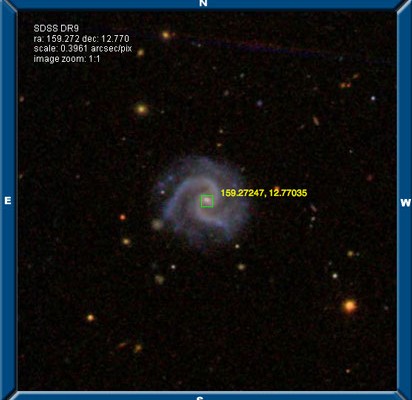 N
SDSS DR9
ra: 159.272 dec: 12.770
scale: 0.3961 arcsec/pix
image zoom: 1:1
159.27247, 12.77035
E
W
S